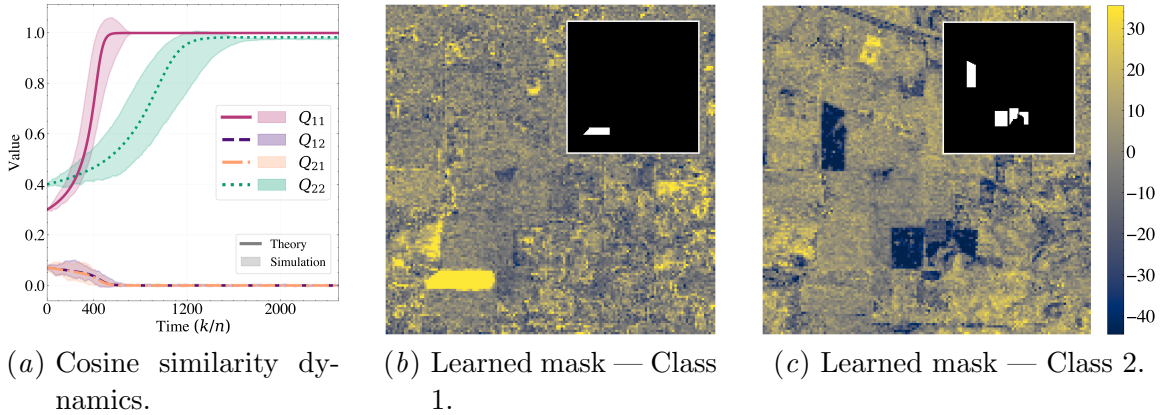 1.0
0.8
0.6
0.4
0.2
0.0
Value
0
400
1200
2000
Time (k/n)
Q₁₁
Q₁₂
Q₂₁
Q₂₂
Theory
Simulation
30
20
10
0
−10
−20
−30
−40
(a) Cosine similarity dy-
namics.
(b) Learned mask — Class
1.
(c) Learned mask — Class 2.